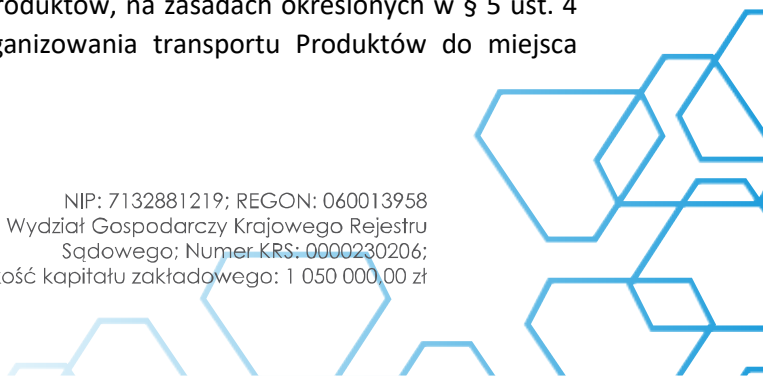 roduktów, na zasadach określonych w § 5 ust. 4
ganizowania transportu Produktów do miejsca
NIP: 7132881219; REGON: 060013958
Wydział Gospodarczy Krajowego Rejestru
Sądowego; Numer KRS: 0000230206;
kość kapitału zakładowego: 1 050 000,00 zł